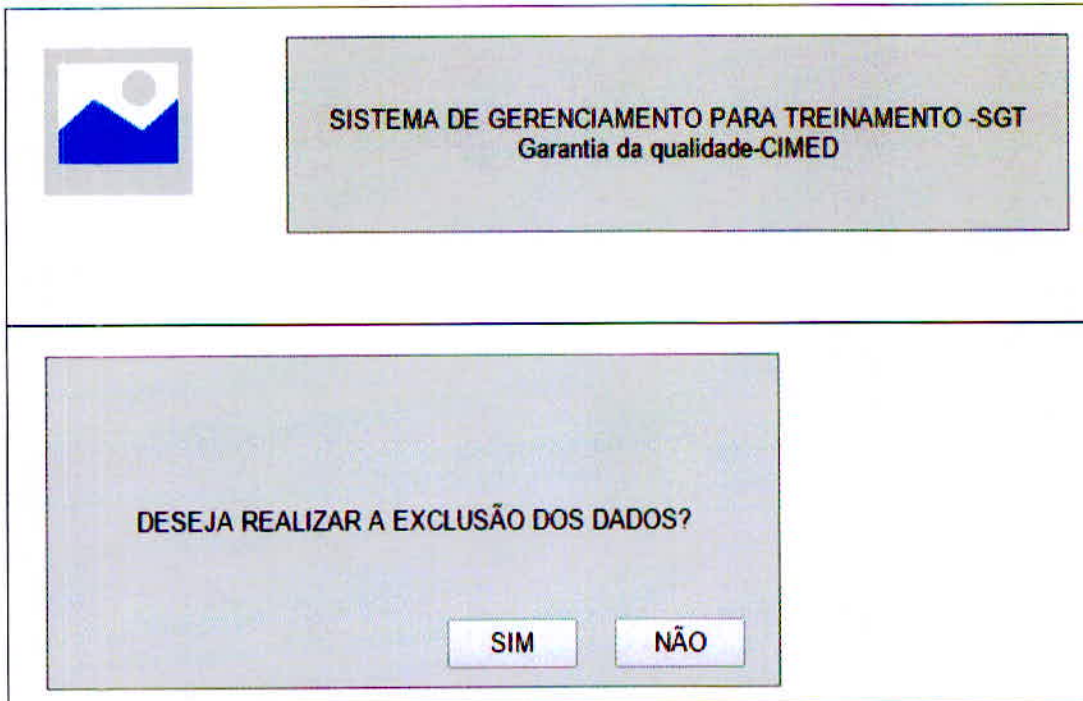 SISTEMA DE GERENCIAMENTO PARA TREINAMENTO -SGT
Garantia da qualidade-CIMED
DESEJA REALIZAR A EXCLUSÃO DOS DADOS?
SIM
NÃO